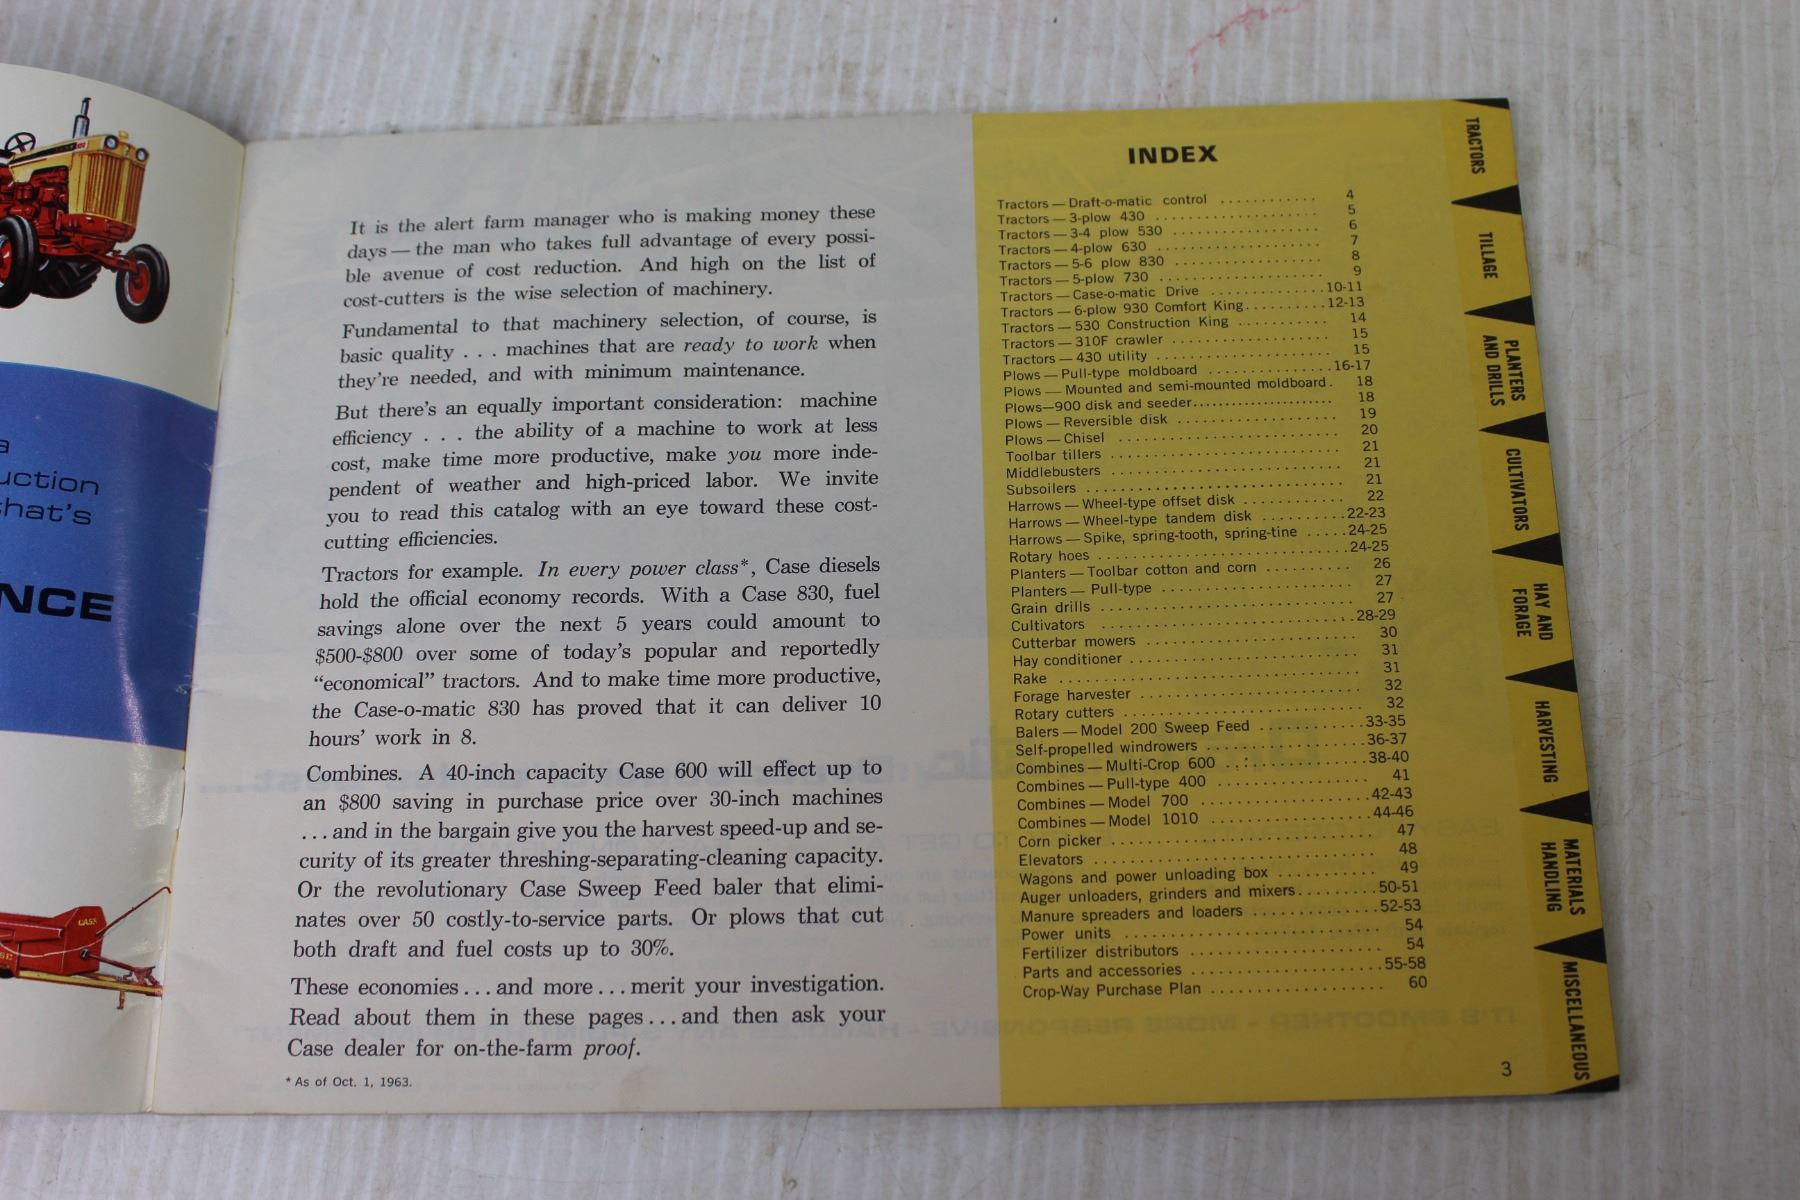 a
uction
that's
NCE
CASE
It is the alert farm manager who is making money these
days — the man who takes full advantage of every possi-
ble avenue of cost reduction. And high on the list of
cost-cutters is the wise selection of machinery.
Fundamental to that machinery selection, of course, is
basic quality . . . machines that are ready to work when
they're needed, and with minimum maintenance.
But there's an equally important consideration: machine
efficiency . . . the ability of a machine to work at less
cost, make time more productive, make you more inde-
pendent of weather and high-priced labor. We invite
you to read this catalog with an eye toward these cost-
cutting efficiencies.
Tractors for example. In every power class*, Case diesels
hold the official economy records. With a Case 830, fuel
savings alone over the next 5 years could amount to
$500-$800 over some of today's popular and reportedly
"economical" tractors. And to make time more productive,
the Case-o-matic 830 has proved that it can deliver 10
hours' work in 8.
Combines. A 40-inch capacity Case 600 will effect up to
an $800 saving in purchase price over 30-inch machines
. . . and in the bargain give you the harvest speed-up and se-
curity of its greater threshing-separating-cleaning capacity.
Or the revolutionary Case Sweep Feed baler that elimi-
nates over 50 costly-to-service parts. Or plows that cut
both draft and fuel costs up to 30%.
These economies . . . and more . . . merit your investigation.
Read about them in these pages . . . and then ask your
Case dealer for on-the-farm proof.
* As of Oct. 1, 1963.
INDEX
Tractors — Draft-o-matic control . . . . . . . . . . . . 4
Tractors — 3-plow 430 . . . . . . . . . . . . 5
Tractors — 3-4 plow 530 . . . . . . . . . . . . 6
Tractors — 4-plow 630 . . . . . . . . . . . . 7
Tractors — 5-6 plow 830 . . . . . . . . . . . . 8
Tractors — 5-plow 730 . . . . . . . . . . . . 9
Tractors — Case-o-matic Drive . . . . . . . . . . . . 10-11
Tractors — 6-plow 930 Comfort King . . . . . . . . . . 12-13
Tractors — 530 Construction King . . . . . . . . . . 14
Tractors — 310F crawler . . . . . . . . . . . . 15
Tractors — 430 utility . . . . . . . . . . . . 15
Plows — Pull-type moldboard . . . . . . . . . . . . 16-17
Plows — Mounted and semi-mounted moldboard . 18
Plows—900 disk and seeder . . . . . . . . . . . . 18
Plows — Reversible disk . . . . . . . . . . . . 19
Plows — Chisel . . . . . . . . . . . . 20
Toolbar tillers . . . . . . . . . . . . 21
Middlebusters . . . . . . . . . . . . 21
Subsoilers . . . . . . . . . . . . 21
Harrows — Wheel-type offset disk . . . . . . . . . . 22
Harrows — Wheel-type tandem disk . . . . . . . . . . 22-23
Harrows — Spike, spring-tooth, spring-tine . . . . . 24-25
Rotary hoes . . . . . . . . . . . . 24-25
Planters — Toolbar cotton and corn . . . . . . . . . . 26
Planters — Pull-type . . . . . . . . . . . . 27
Grain drills . . . . . . . . . . . . 27
Cultivators . . . . . . . . . . . . 28-29
Cutterbar mowers . . . . . . . . . . . . 30
Hay conditioner . . . . . . . . . . . . 31
Rake . . . . . . . . . . . . 31
Forage harvester . . . . . . . . . . . . 32
Rotary cutters . . . . . . . . . . . . 32
Balers — Model 200 Sweep Feed . . . . . . . . . . 33-35
Self-propelled windrowers . . . . . . . . . . . . 36-37
Combines — Multi-Crop 600 . . . . . . . . . . . . 38-40
Combines — Pull-type 400 . . . . . . . . . . . . 41
Combines — Model 700 . . . . . . . . . . . . 42-43
Combines — Model 1010 . . . . . . . . . . . . 44-46
Corn picker . . . . . . . . . . . . 47
Elevators . . . . . . . . . . . . 48
Wagons and power unloading box . . . . . . . . . . 49
Auger unloaders, grinders and mixers . . . . . . . . . 50-51
Manure spreaders and loaders . . . . . . . . . . . . 52-53
Power units . . . . . . . . . . . . 54
Fertilizer distributors . . . . . . . . . . . . 54
Parts and accessories . . . . . . . . . . . . 55-58
Crop-Way Purchase Plan . . . . . . . . . . . . 60
3
TRACTORS
TILLAGE
PLANTERS
AND DRILLS
CULTIVATORS
HAY AND
FORAGE
HARVESTING
MATERIALS
HANDLING
MISCELLANEOUS